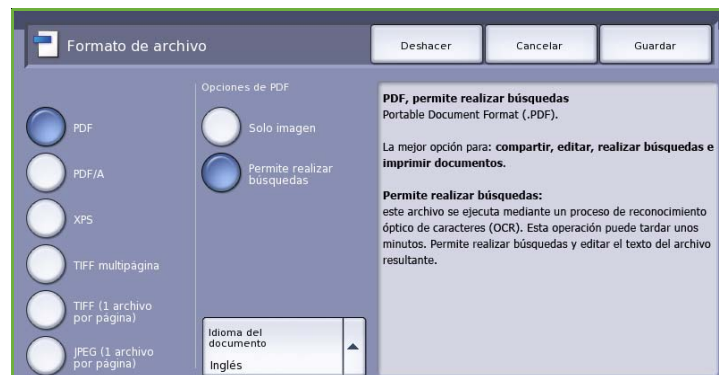 Formato de archivo
Deshacer
Cancelar
Guardar
PDF
PDF/A
XPS
TIFF multipágina
TIFF (1 archivo
por página)
JPEG (1 archivo
por página)
Opciones de PDF
Solo imagen
Permite realizar
búsquedas
Idioma del
documento
Inglés
PDF, permite realizar búsquedas
Portable Document Format (.PDF).
La mejor opción para: compartir, editar, realizar búsquedas e
imprimir documentos.
Permite realizar búsquedas:
este archivo se ejecuta mediante un proceso de reconocimiento
óptico de caracteres (OCR). Esta operación puede tardar unos
minutos. Permite realizar búsquedas y editar el texto del archivo
resultante.